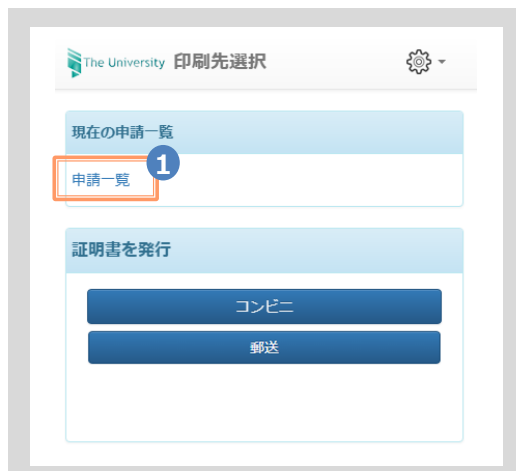 The University 印刷先選択
現在の申請一覧
1
申請一覧
証明書を発行
コンビニ
郵送